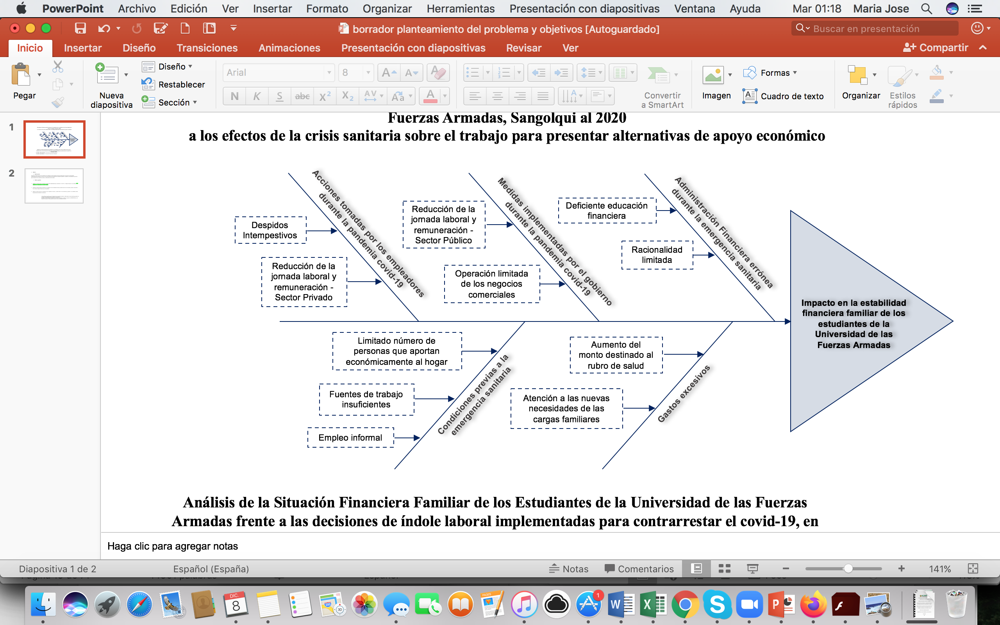 PowerPoint Archivo Edición Ver Insertar Formato Organizar Herramientas Presentación con diapositivas Ventana Ayuda Mar 01:18 Maria Jose
borrador planteamiento del problema y objetivos [Autoguardado]
Buscar en presentación
Inicio Insertar Diseño Transiciones Animaciones Presentación con diapositivas Revisar Ver Compartir
Pegar
Nueva
diapositiva
Diseño
Restablecer
Sección
Arial 8
N K S abc X2 X2 AV Aa A
Convertir
a SmartArt
Imagen
Formas
Cuadro de texto
Organizar
Estilos
rápidos
1
2
Fuerzas Armadas, Sangolqui al 2020
a los efectos de la crisis sanitaria sobre el trabajo para presentar alternativas de apoyo económico
Acciones tomadas por los empleadores
durante la pandemia covid-19
Despidos
Intempestivos
Reducción de la
jornada laboral y
remuneración -
Sector Privado
Medidas implementadas por el gobierno
durante la pandemia covid-19
Reducción de la
jornada laboral y
remuneración -
Sector Público
Operación limitada
de los negocios
comerciales
Administración Financiera errónea
durante la emergencia sanitaria
Deficiente educación
financiera
Racionalidad
limitada
Impacto en la estabilidad
financiera familiar de los
estudiantes de la
Universidad de las
Fuerzas Armadas
Limitado número de
personas que aportan
económicamente al hogar
Fuentes de trabajo
insuficientes
Empleo informal
Condiciones previas a la
emergencia sanitaria
Aumento del
monto destinado al
rubro de salud
Atención a las nuevas
necesidades de las
cargas familiares
Gastos excesivos
Análisis de la Situación Financiera Familiar de los Estudiantes de la Universidad de las Fuerzas
Armadas frente a las decisiones de índole laboral implementadas para contrarrestar el covid-19, en
Haga clic para agregar notas
Diapositiva 1 de 2 Español (España) Notas Comentarios 141%
DIC.
8
PAGES
1